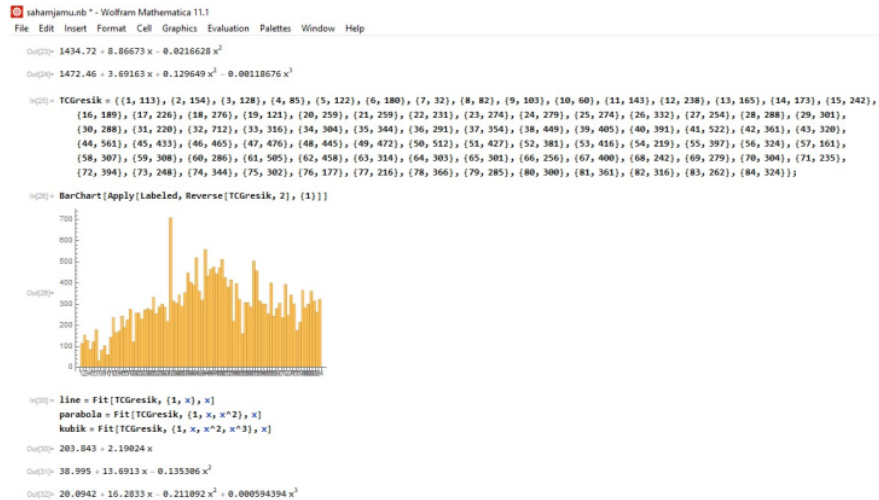 sahamjamu.nb * - Wolfram Mathematica 11.1
File Edit Insert Format Cell Graphics Evaluation Palettes Window Help
Out[23]= 1434.72 + 8.86673 x - 0.0216628 x²
Out[24]= 1472.46 + 3.69163 x + 0.129649 x² - 0.00118676 x³
In[25]:= TCGresik = {{1, 113}, {2, 154}, {3, 128}, {4, 85}, {5, 122}, {6, 180}, {7, 32}, {8, 82}, {9, 103}, {10, 60}, {11, 143}, {12, 238}, {13, 165}, {14, 173}, {15, 242},
{16, 189}, {17, 226}, {18, 276}, {19, 121}, {20, 259}, {21, 259}, {22, 231}, {23, 274}, {24, 279}, {25, 274}, {26, 332}, {27, 254}, {28, 288}, {29, 301},
{30, 288}, {31, 220}, {32, 712}, {33, 316}, {34, 304}, {35, 344}, {36, 291}, {37, 354}, {38, 449}, {39, 405}, {40, 391}, {41, 522}, {42, 361}, {43, 320},
{44, 561}, {45, 433}, {46, 465}, {47, 476}, {48, 445}, {49, 472}, {50, 512}, {51, 427}, {52, 381}, {53, 416}, {54, 219}, {55, 397}, {56, 324}, {57, 161},
{58, 307}, {59, 308}, {60, 286}, {61, 505}, {62, 458}, {63, 314}, {64, 303}, {65, 301}, {66, 256}, {67, 400}, {68, 242}, {69, 279}, {70, 304}, {71, 235},
{72, 394}, {73, 248}, {74, 344}, {75, 302}, {76, 177}, {77, 216}, {78, 366}, {79, 285}, {80, 300}, {81, 361}, {82, 316}, {83, 262}, {84, 324}};
In[28]:= BarChart[Apply[Labeled, Reverse[TCGresik, 2], {1}]]
700
600
500
400
Out[28]=
300
200
100
0
In[30]:= line = Fit[TCGresik, {1, x}, x]
parabola = Fit[TCGresik, {1, x, x^2}, x]
kubik = Fit[TCGresik, {1, x, x^2, x^3}, x]
Out[30]= 203.843 + 2.19024 x
Out[31]= 38.995 + 13.6913 x - 0.135306 x²
Out[32]= 20.0942 + 16.2833 x - 0.211092 x² + 0.000594394 x³